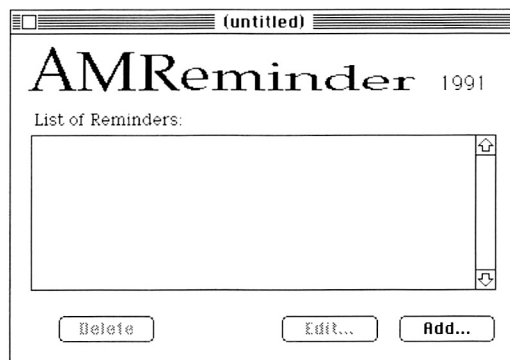 (untitled)
AMReminder 1991
List of Reminders:
Delete Edit... Add...